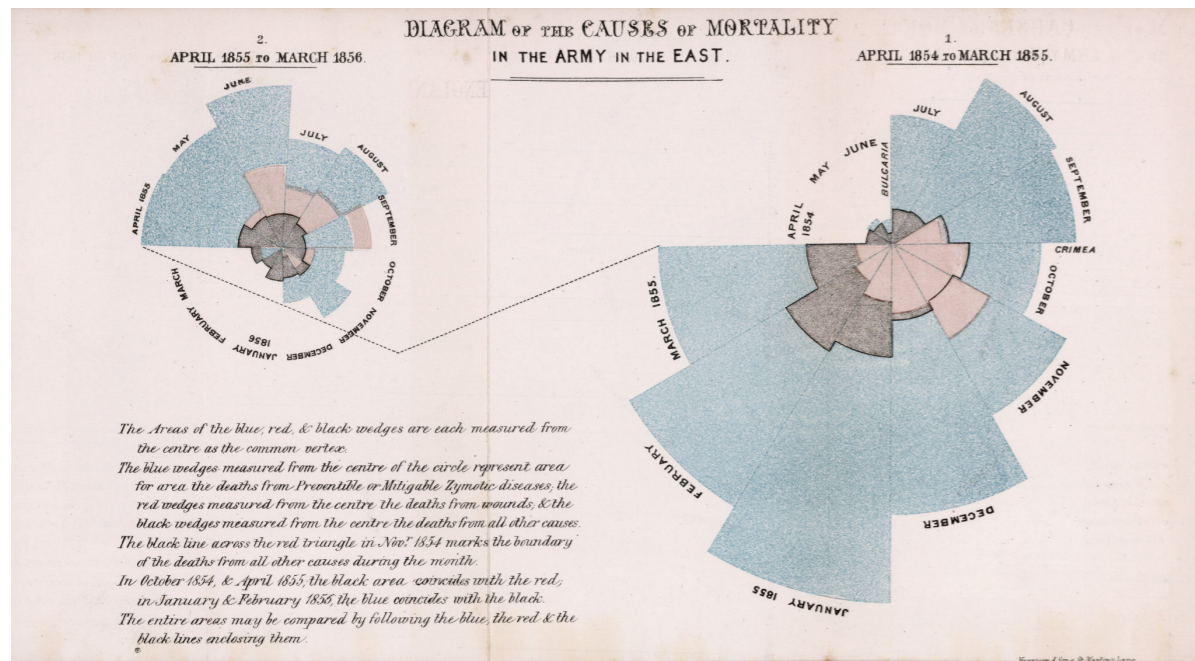 DIAGRAM OF THE CAUSES OF MORTALITY
IN THE ARMY IN THE EAST.
2.
APRIL 1855 TO MARCH 1856.
1.
APRIL 1854 TO MARCH 1855.
APRIL 1855
MAY
JUNE
JULY
AUGUST
SEPTEMBER
OCTOBER
NOVEMBER
DECEMBER
JANUARY
1856
FEBRUARY
MARCH
APRIL
1854
MAY
JUNE
BULGARIA
JULY
AUGUST
SEPTEMBER
CRIMEA
OCTOBER
NOVEMBER
DECEMBER
JANUARY 1855
FEBRUARY
MARCH 1855.
The Areas of the blue, red, & black wedges are each measured from
the centre as the common vertex.
The blue wedges measured from the centre of the circle represent area
for area the deaths from Preventible or Mitigable Zymotic diseases; the
red wedges measured from the centre the deaths from wounds; & the
black wedges measured from the centre the deaths from all other causes.
The black line across the red triangle in Novr. 1854 marks the boundary
of the deaths from all other causes during the month.
In October 1854, & April 1855, the black area coincides with the red;
in January & February 1856, the blue coincides with the black.
The entire areas may be compared by following the blue, the red & the
black lines enclosing them.